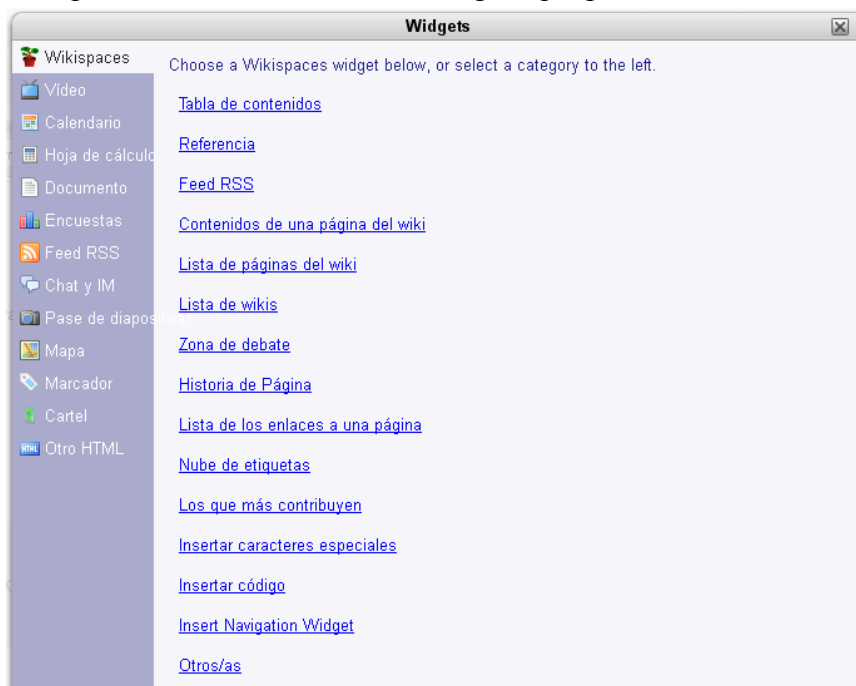 Widgets
Wikispaces
Vídeo
Calendario
Hoja de cálculo
Documento
Encuestas
Feed RSS
Chat y IM
Pase de diapositivas
Mapa
Marcador
Cartel
HTML Otro HTML
Choose a Wikispaces widget below, or select a category to the left.
Tabla de contenidos
Referencia
Feed RSS
Contenidos de una página del wiki
Lista de páginas del wiki
Lista de wikis
Zona de debate
Historia de Página
Lista de los enlaces a una página
Nube de etiquetas
Los que más contribuyen
Insertar caracteres especiales
Insertar código
Insert Navigation Widget
Otros/as